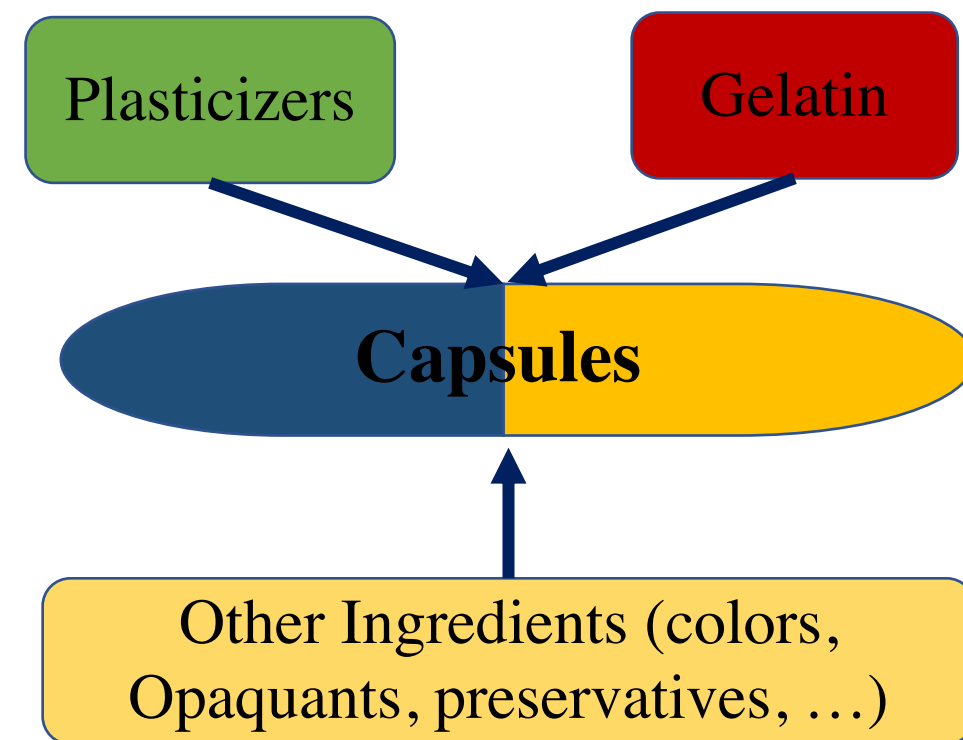 Plasticizers
Gelatin
Capsules
Other Ingredients (colors,
Opaquants, preservatives, …)